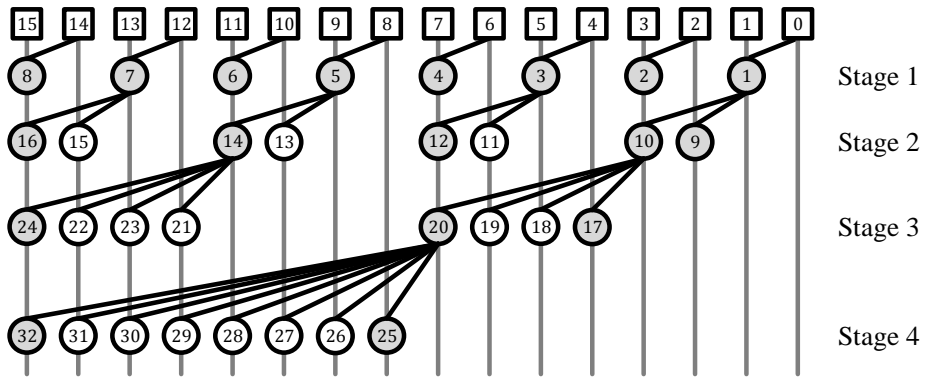 15 14 13 12 11 10 9 8 7 6 5 4 3 2 1 0
8 7 6 5 4 3 2 1 Stage 1
16 15 14 13 12 11 10 9 Stage 2
24 22 23 21 20 19 18 17 Stage 3
32 31 30 29 28 27 26 25 Stage 4